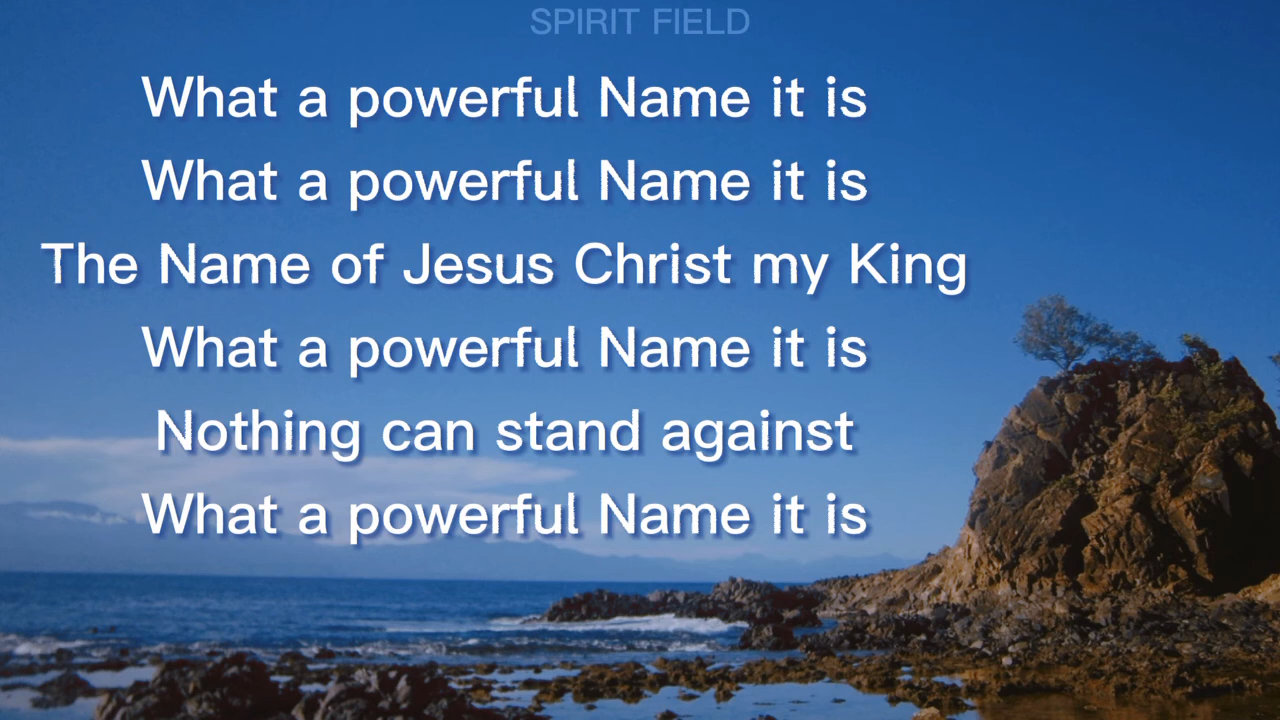 SPIRIT FIELD
What a powerful Name it is
What a powerful Name it is
The Name of Jesus Christ my King
What a powerful Name it is
Nothing can stand against
What a powerful Name it is